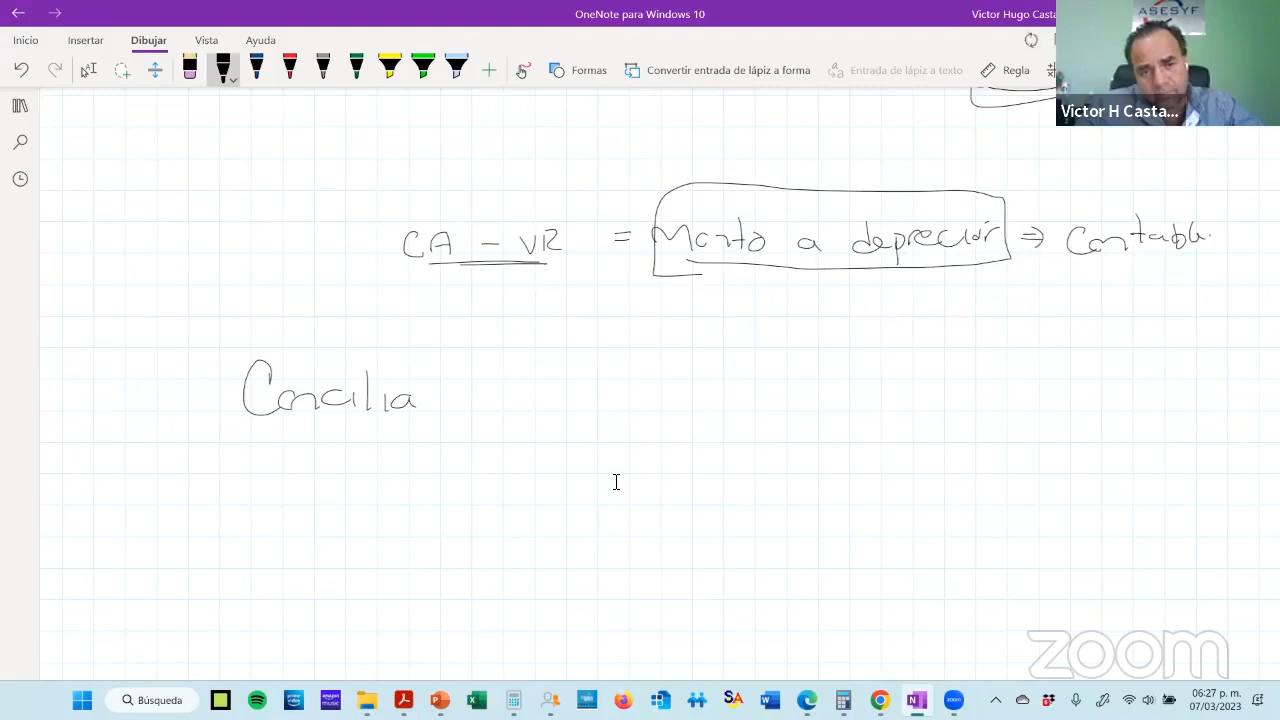 OneNote para Windows 10
Victor Hugo Casta
ASESYF
Inicio
Insertar
Dibujar
Vista
Ayuda
Formas
Convertir entrada de lápiz a forma
Entrada de lápiz a texto
Regla
Victor H Casta...
CA - VR = Monto a depreciar ⇒ Contable.
Concilia
zoom
Búsqueda
06:27 p. m.
07/03/2023